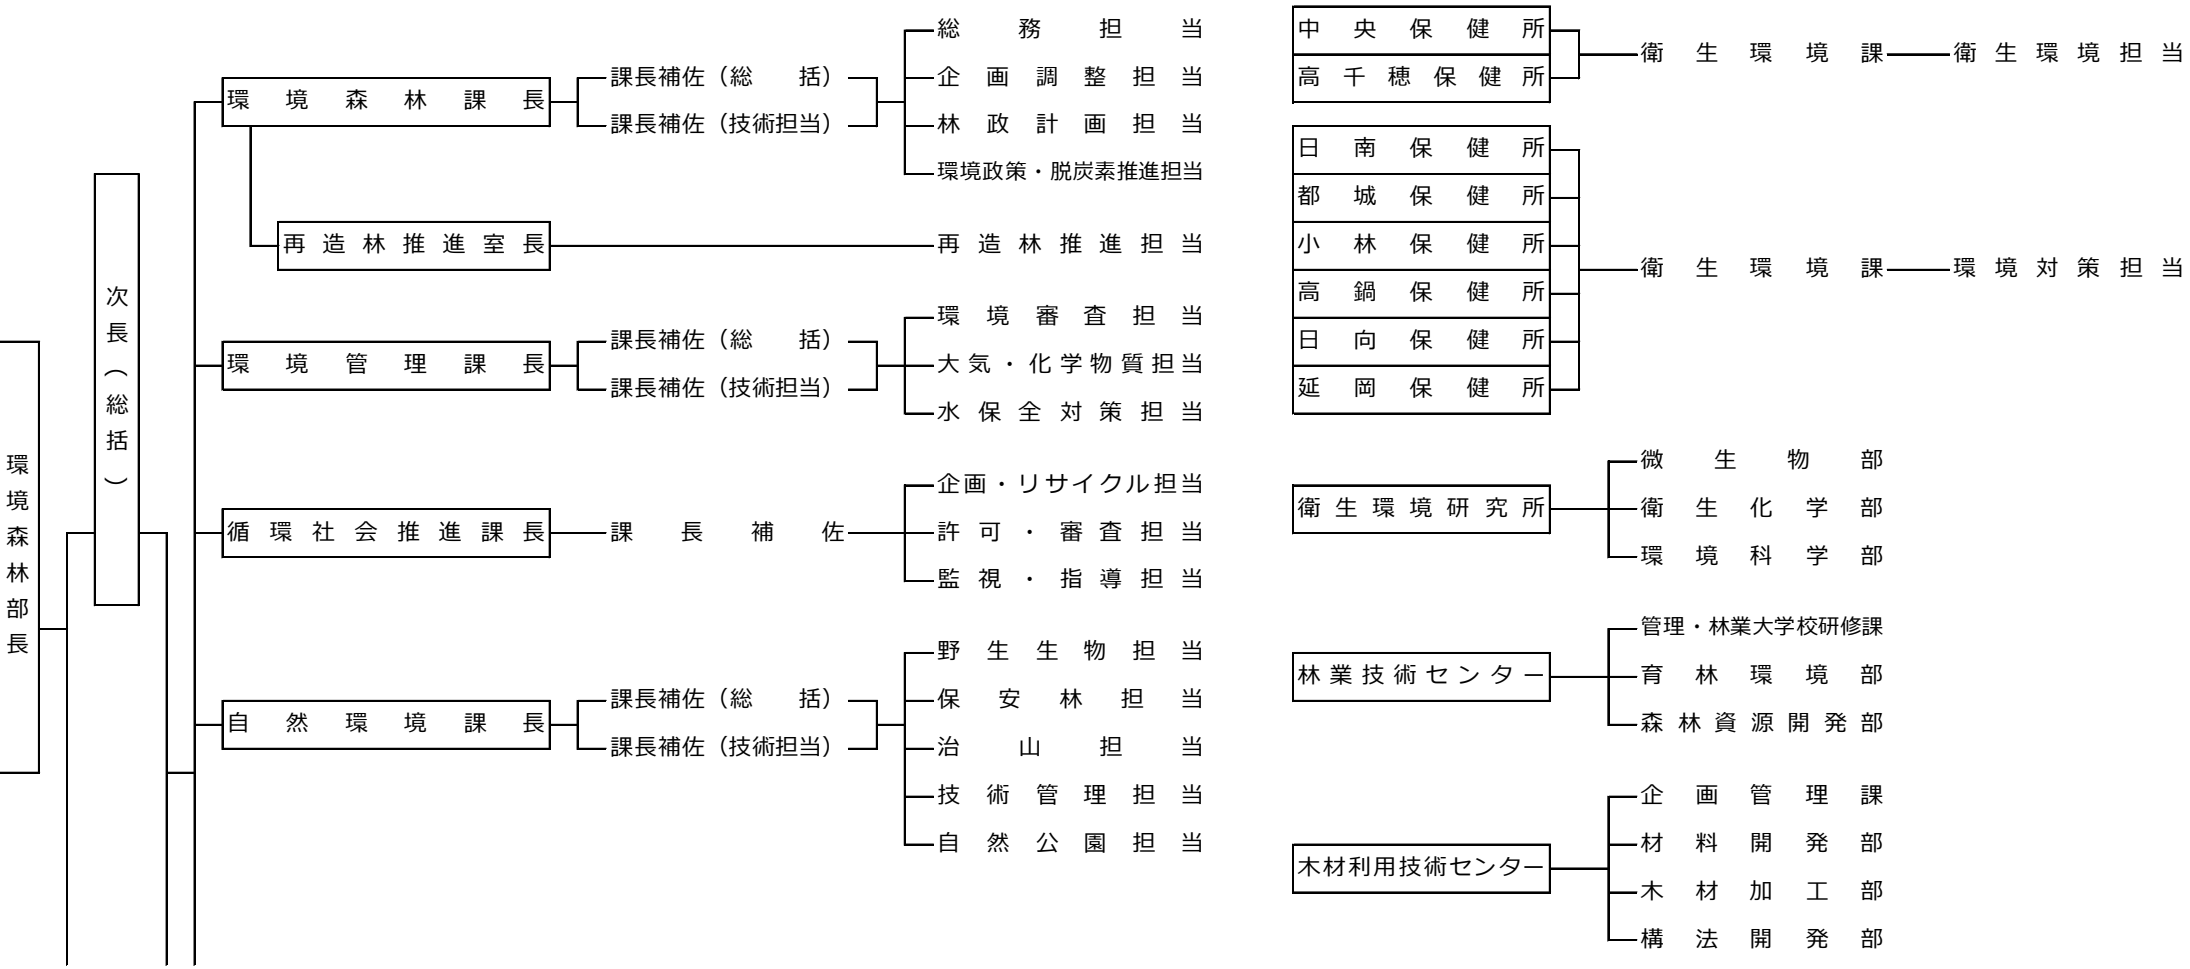 環境森林部長
次長（総括）
環境森林課長
課長補佐（総括）
課長補佐（技術担当）
総務担当
企画調整担当
林政計画担当
環境政策・脱炭素推進担当
再造林推進室長
再造林推進担当
環境管理課長
課長補佐（総括）
課長補佐（技術担当）
環境審査担当
大気・化学物質担当
水保全対策担当
循環社会推進課長
課長補佐
企画・リサイクル担当
許可・審査担当
監視・指導担当
自然環境課長
課長補佐（総括）
課長補佐（技術担当）
野生生物担当
保安林担当
治山担当
技術管理担当
自然公園担当
中央保健所
高千穂保健所
衛生環境課
衛生環境担当
日南保健所
都城保健所
小林保健所
高鍋保健所
日向保健所
延岡保健所
衛生環境課
環境対策担当
衛生環境研究所
微生物部
衛生化学部
環境科学部
林業技術センター
管理・林業大学校研修課
育林環境部
森林資源開発部
木材利用技術センター
企画管理課
材料開発部
木材加工部
構法開発部